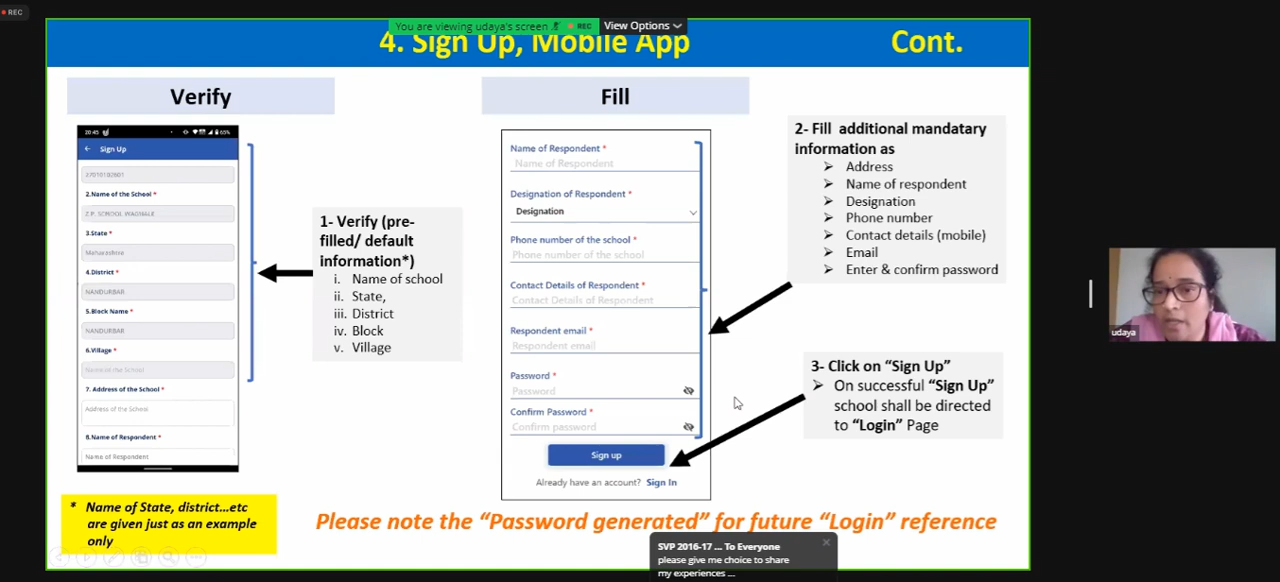 REC
You are viewing udaya's screen
REC
View Options
4. Sign Up, Mobile App
Cont.
Verify
20:45
65%
Sign Up
27010102601
2.Name of the School *
Z.P. SCHOOL WAGHALE
3.State *
Maharashtra
4.District *
NANDURBAR
5.Block Name *
NANDURBAR
6.Village *
Name of the School
7. Address of the School *
Address of the School
8.Name of Respondent *
Name of Respondent
1- Verify (pre-
filled/ default
information*)
i. Name of school
ii. State,
iii. District
iv. Block
v. Village
* Name of State, district...etc
are given just as an example
only
Fill
Name of Respondent *
Name of Respondent
Designation of Respondent *
Designation
Phone number of the school *
Phone number of the school
Contact Details of Respondent *
Contact Details of Respondent
Respondent email *
Respondent email
Password *
Password
Confirm Password *
Confirm password
Sign up
Already have an account? Sign In
2- Fill additional mandatary
information as
Address
Name of respondent
Designation
Phone number
Contact details (mobile)
Email
Enter & confirm password
3- Click on “Sign Up”
On successful “Sign Up”
school shall be directed
to “Login” Page
Please note the “Password generated” for future “Login” reference
SVP 2016-17 ... To Everyone
please give me choice to share
my experiences ...
udaya